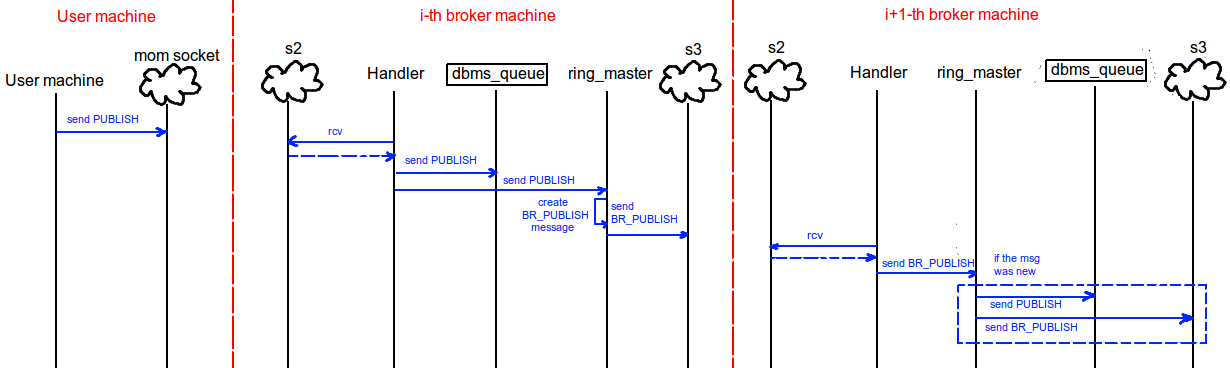 User machine
i-th broker machine
i+1-th broker machine
mom socket
User machine
s2
Handler
dbms_queue
ring_master
s3
s2
Handler
ring_master
dbms_queue
s3
send PUBLISH
rcv
send PUBLISH
send PUBLISH
create
BR_PUBLISH
message
send
BR_PUBLISH
rcv
send BR_PUBLISH
if the msg
was new
send PUBLISH
send BR_PUBLISH